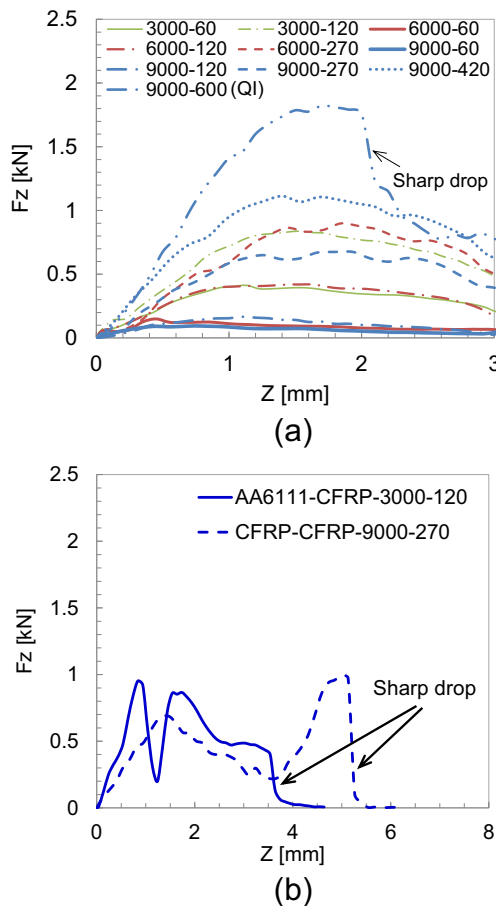 3000-60 3000-120 6000-60
6000-120 6000-270 9000-60
9000-120 9000-270 9000-420
9000-600 (QI)
2.5
2
1.5
1
0.5
0
Fz [kN]
Sharp drop
0 1 2 3
Z [mm]
(a)
AA6111-CFRP-3000-120
CFRP-CFRP-9000-270
2.5
2
1.5
1
0.5
0
Fz [kN]
Sharp drop
0 2 4 6 8
Z [mm]
(b)